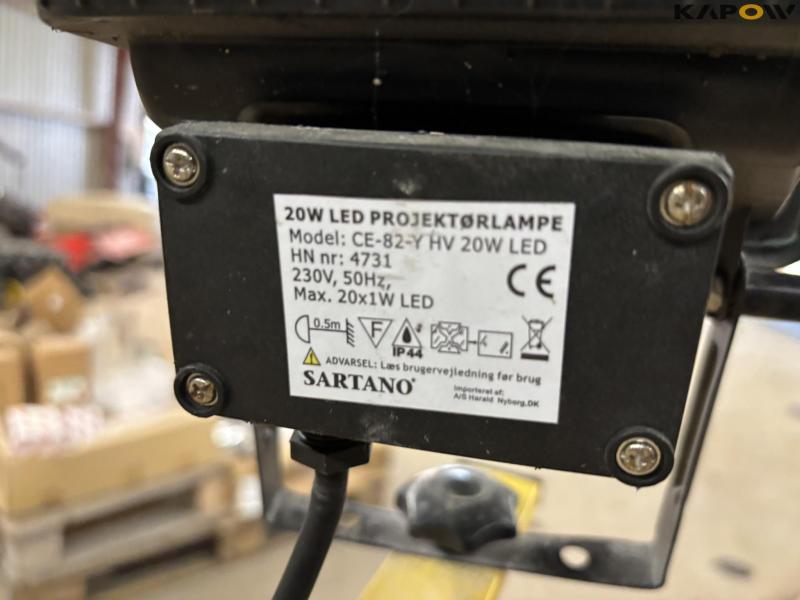 KAPOW
20W LED PROJEKTØRLAMPE
Model: CE-82-Y HV 20W LED
HN nr: 4731
230V, 50Hz,
Max. 20x1W LED
CE
0.5m F
IP44
ADVARSEL: Læs brugervejledning før brug
SARTANO®
Importeret af:
A/S Harald Nyborg,DK